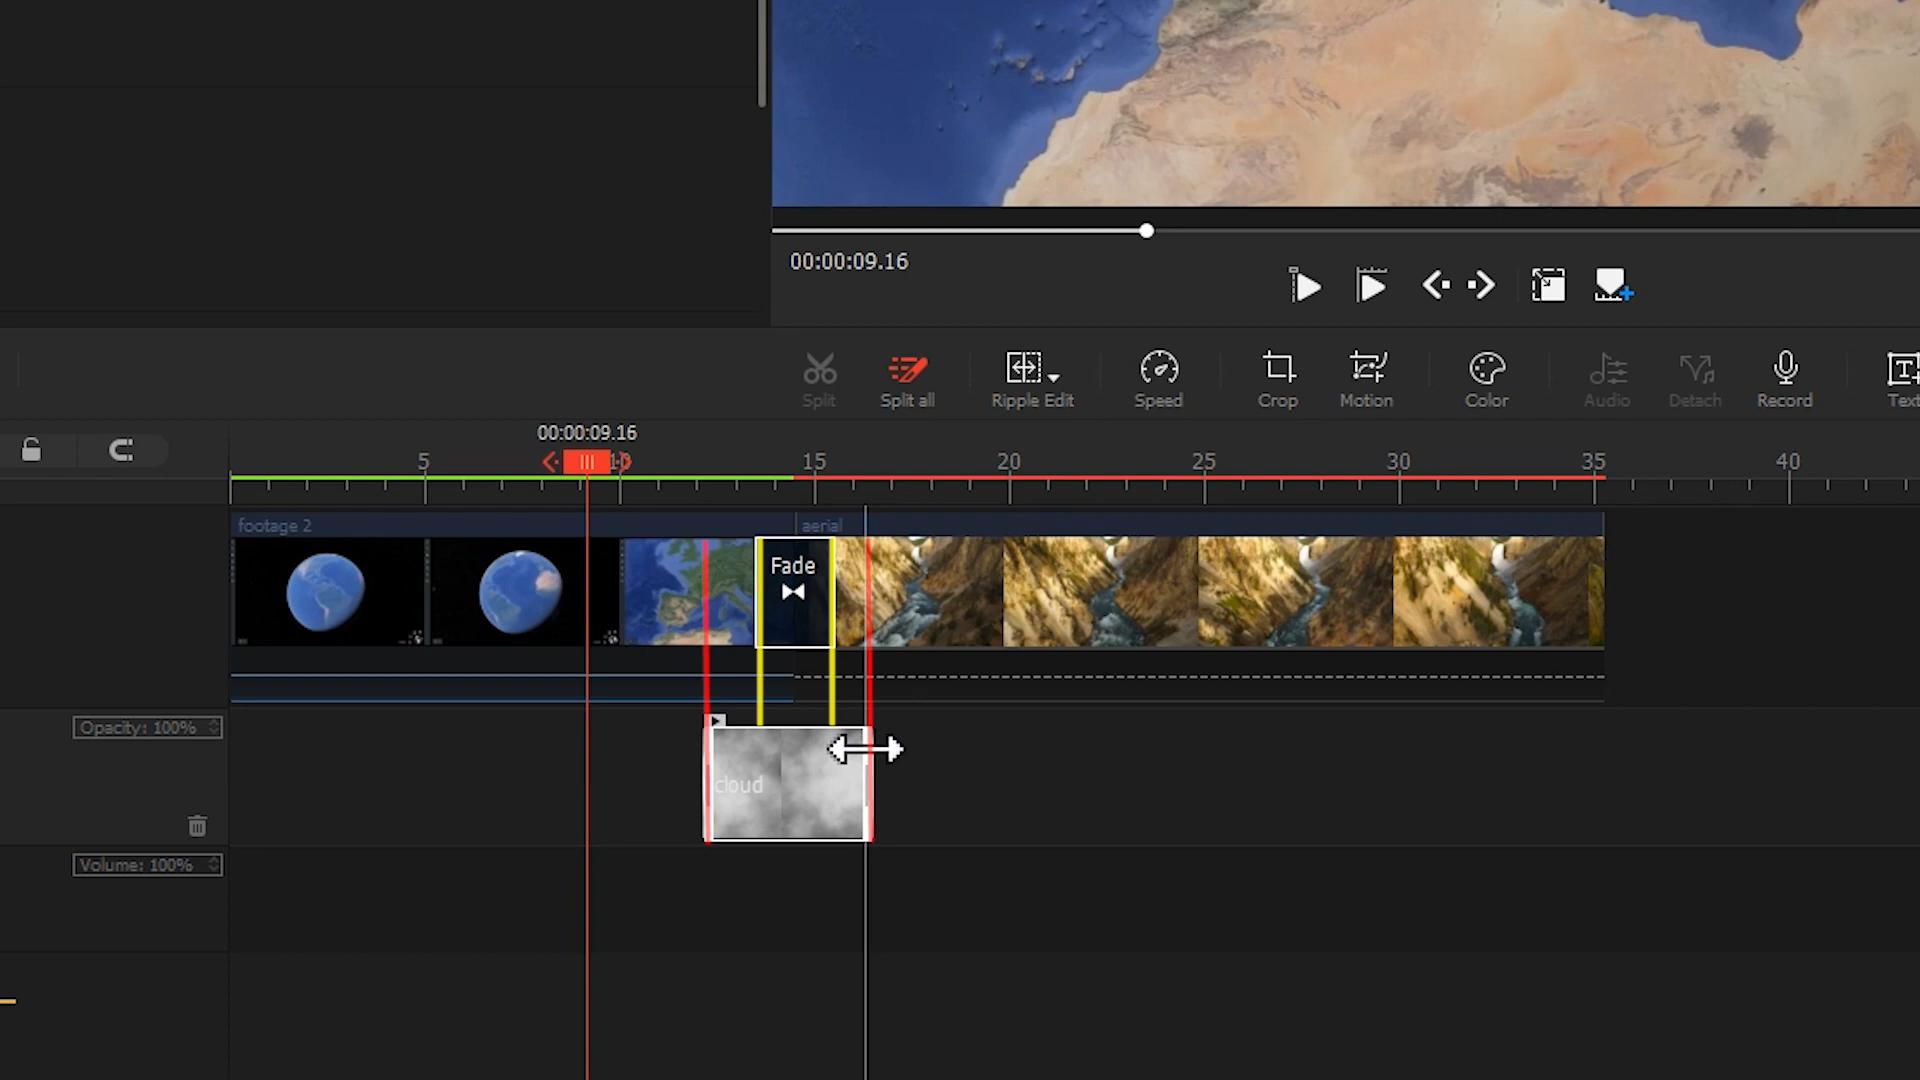 00:00:09.16
Split
Split all
Ripple Edit
Speed
Crop
Motion
Color
Audio
Detach
Record
Text
00:00:09.16
5
10
15
20
25
30
35
40
footage 2
aerial
Fade
Opacity: 100%
cloud
Volume: 100%